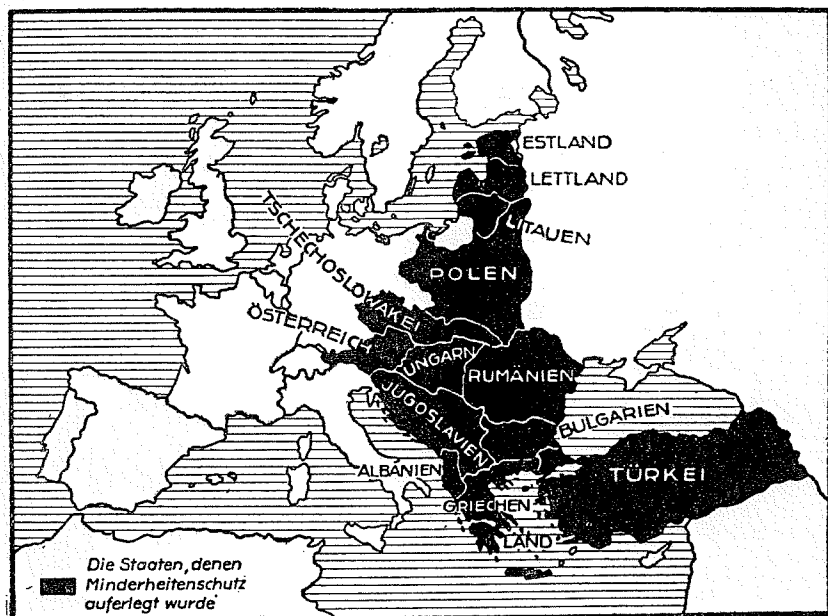 ESTLAND
LETTLAND
LITAUEN
POLEN
TSCHECHOSLOWAKEI
ÖSTERREICH
UNGARN
RUMÄNIEN
JUGOSLAVIEN
BULGARIEN
ALBANIEN
TÜRKEI
GRIECHEN
LAND
Die Staaten, denen
Minderheitenschutz
auferlegt wurde